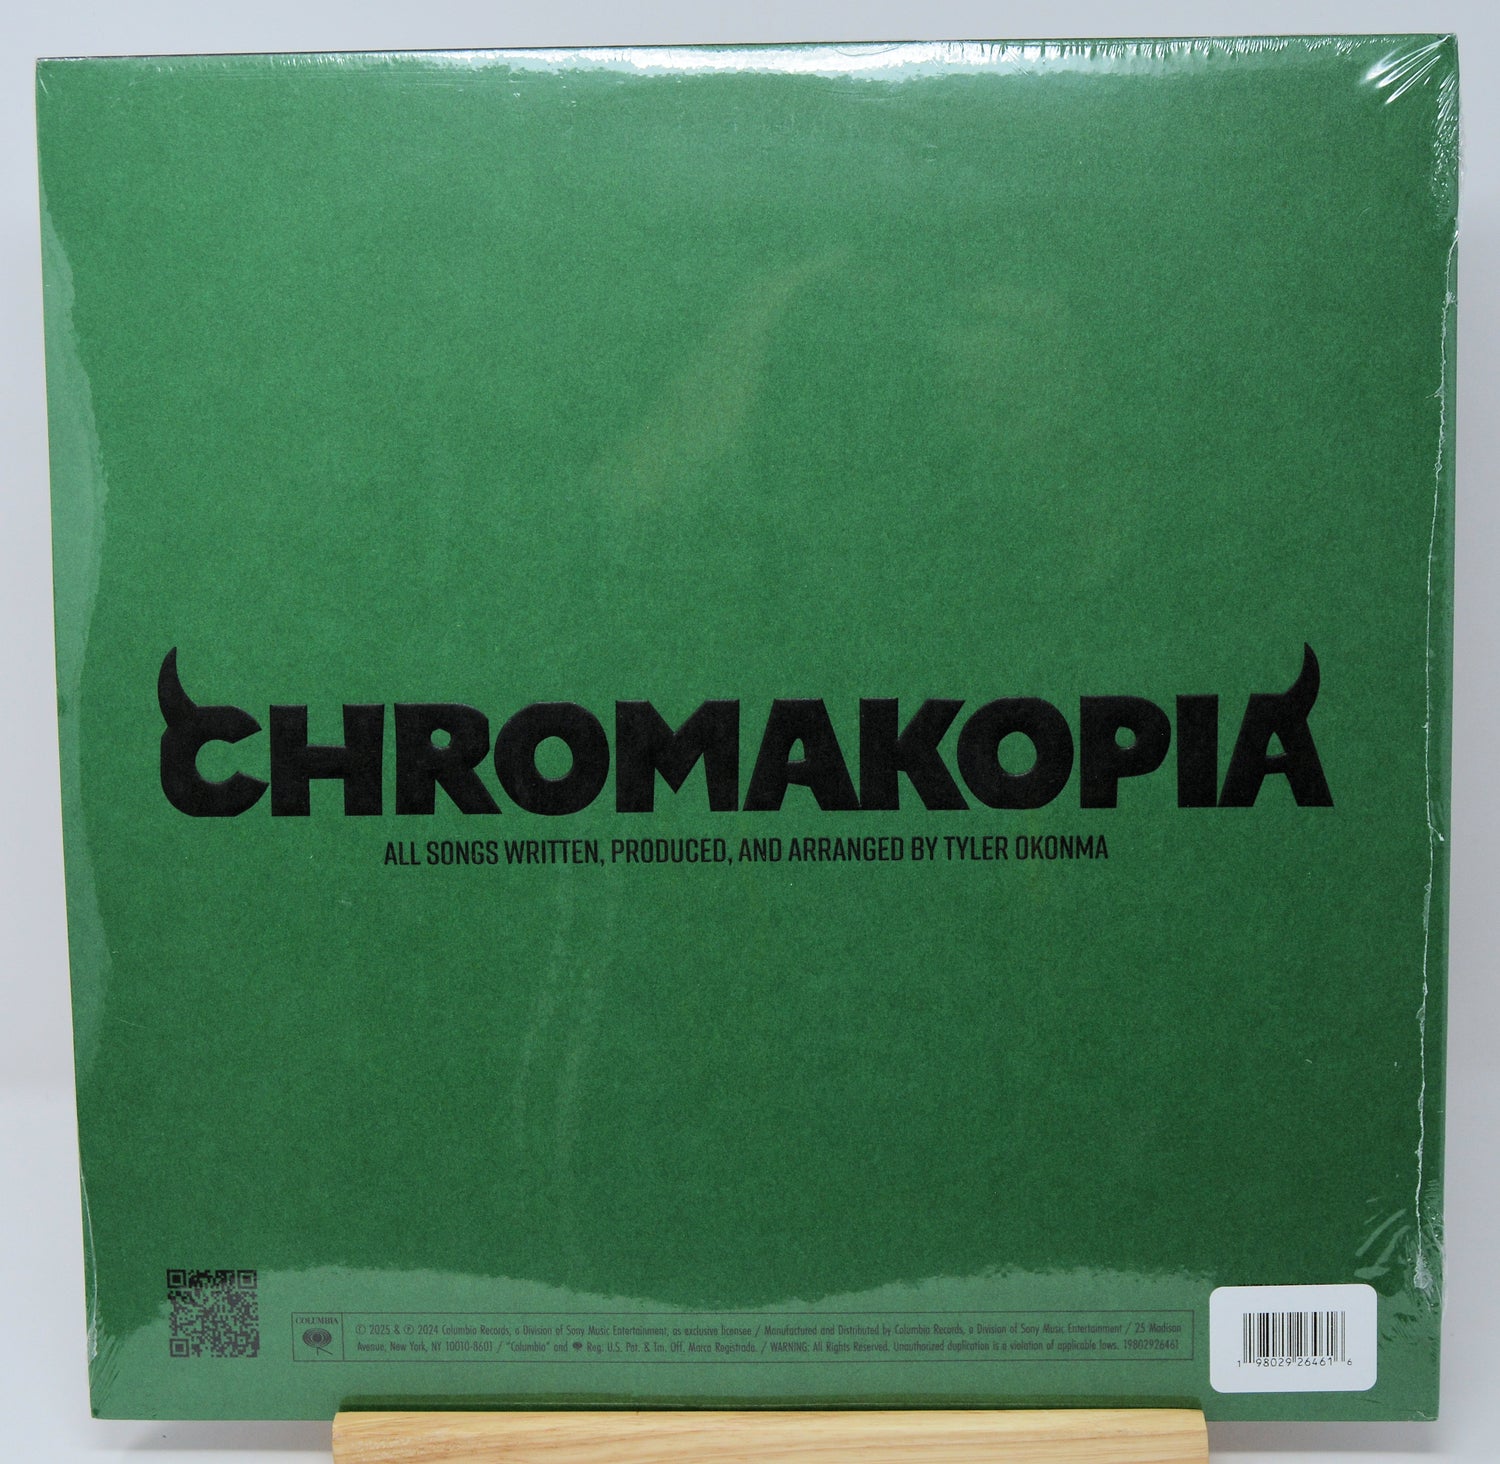 CHROMAKOPIA
ALL SONGS WRITTEN, PRODUCED, AND ARRANGED BY TYLER OKONMA
COLUMBIA
© 2025 & ℗ 2024 Columbia Records, a Division of Sony Music Entertainment, as exclusive licensee / Manufactured and Distributed by Columbia Records, a Division of Sony Music Entertainment / 25 Madison
Avenue, New York, NY 10010-8601 / "Columbia" and Reg. U.S. Pat. & Tm. Off. Marca Registrada. / WARNING: All Rights Reserved. Unauthorized duplication is a violation of applicable laws. 19802926461
1 98029 26461 6